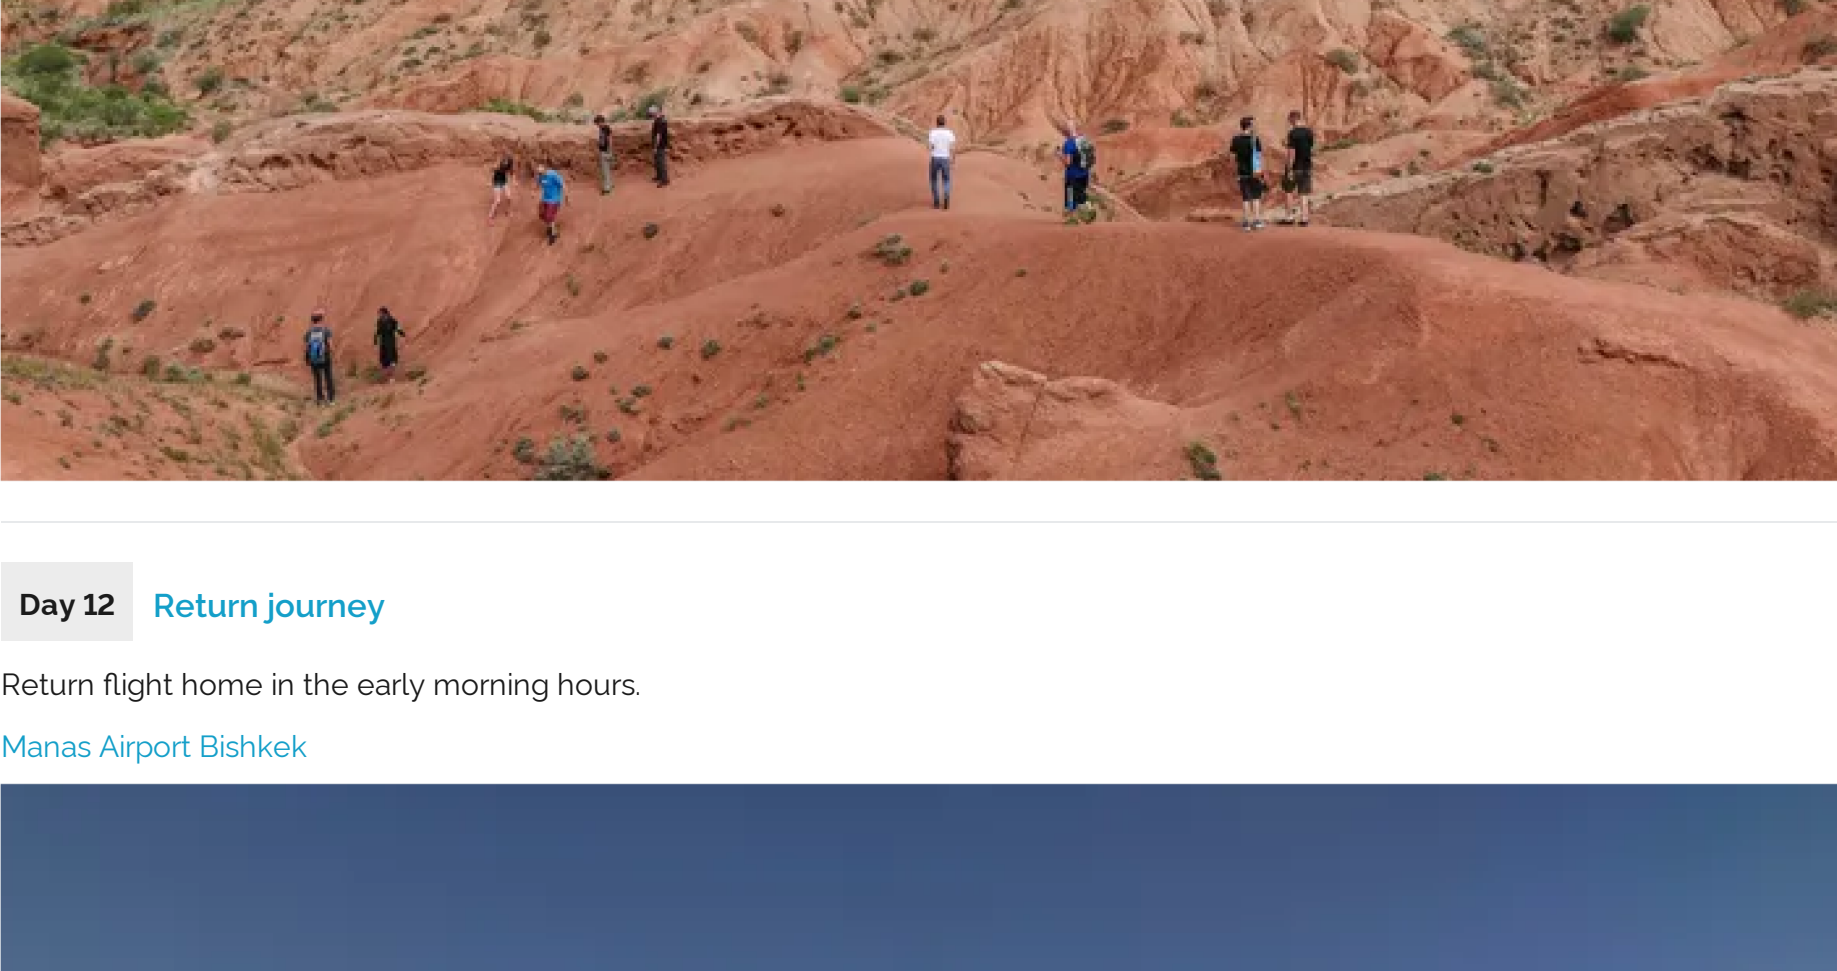 Day 12
Return journey
Return flight home in the early morning hours.
Manas Airport Bishkek